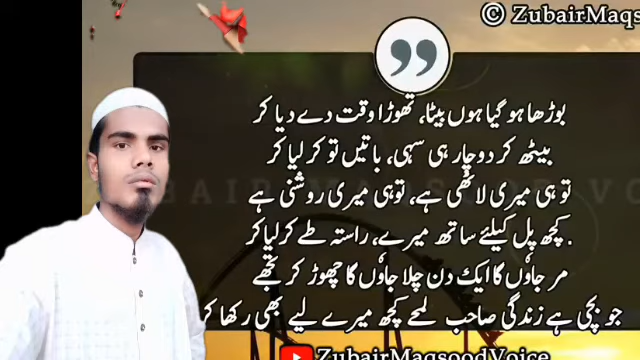 © ZubairMaqs
بوڑھا ہو گیا ہوں بیٹا، تھوڑا وقت دے دیا کر
بیٹھ کر دو چار ہی سہی، باتیں تو کر لیا کر
تو ہی میری لاٹھی ہے، تو ہی میری روشنی ہے
کچھ پل کیلئے ساتھ میرے، راستہ طے کر لیا کر.
مر جاؤں گا ایک دن چلا جاؤں گا چھوڑ کر تجھے
جو بچی ہے زندگی صاحب لمحے کچھ میرے لیے بھی رکھا کر
ZubairMaqsoodVoice